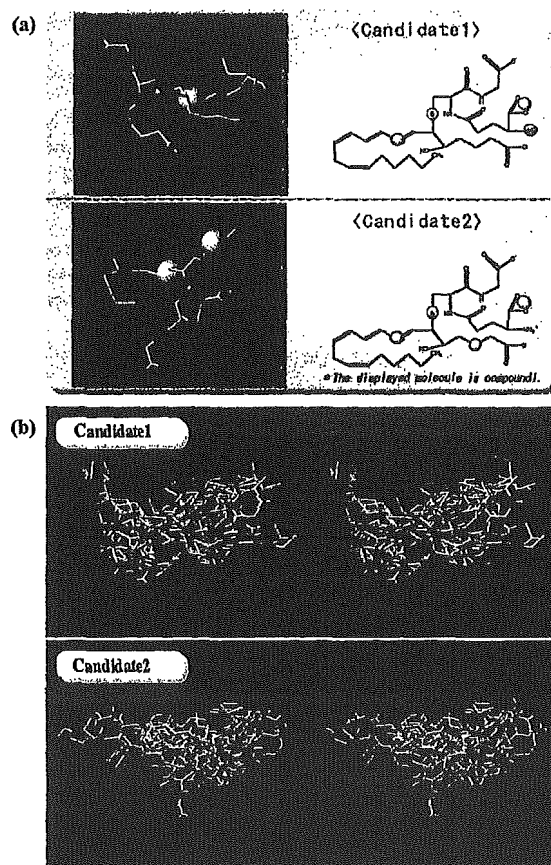 (a)
〈Candidate1〉
〈Candidate2〉
*The displayed molecule is compound1.
(b)
Candidate1
Candidate2